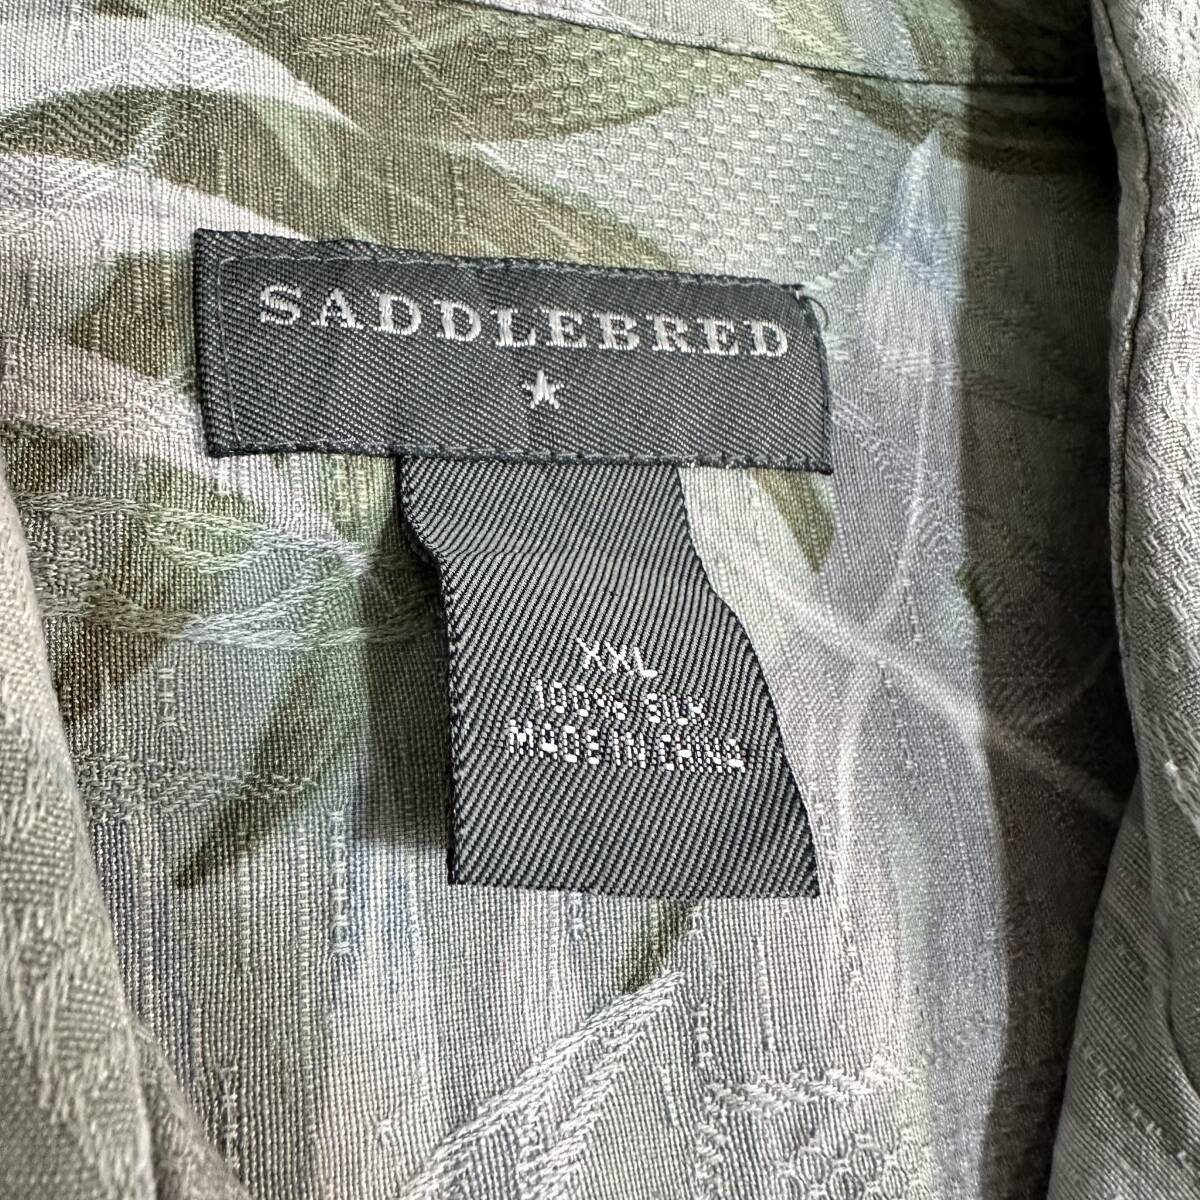 SADDLEBRED
XXL
100% SILK
MADE IN CHINA